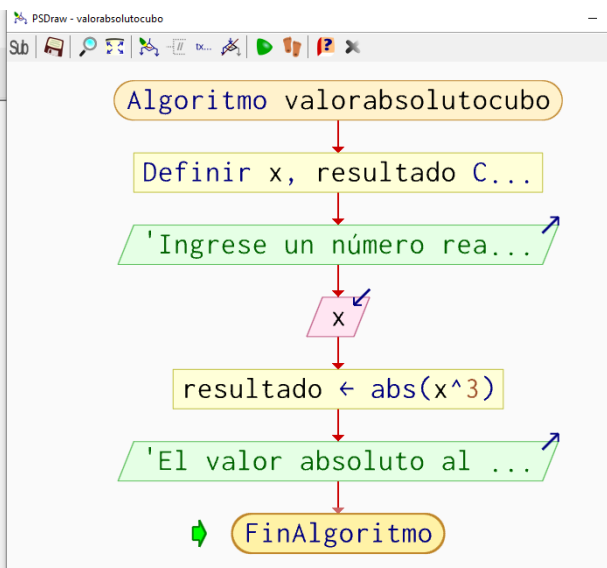 PSDraw - valorabsolutocubo
Sub
tx...
Algoritmo valorabsolutocubo
Definir x, resultado C...
'Ingrese un número rea...
x
resultado ← abs(x^3)
'El valor absoluto al ...
FinAlgoritmo